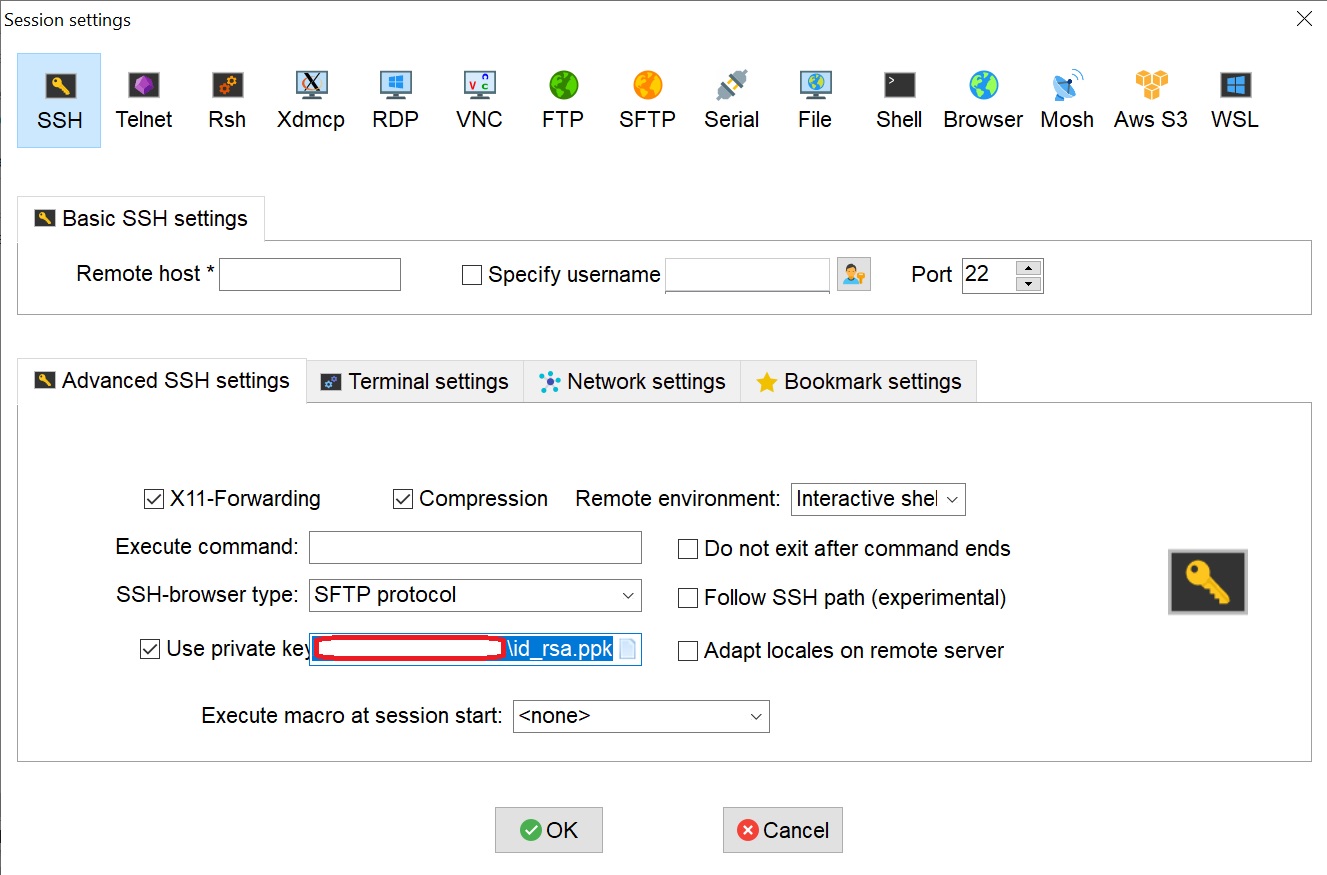 Session settings
SSH Telnet Rsh Xdmcp RDP VNC FTP SFTP Serial File Shell Browser Mosh Aws S3 WSL
Basic SSH settings
Remote host * Specify username Port 22
Advanced SSH settings Terminal settings Network settings Bookmark settings
X11-Forwarding Compression Remote environment: Interactive shel
Execute command: Do not exit after command ends
SSH-browser type: SFTP protocol Follow SSH path (experimental)
Use private key \id_rsa.ppk Adapt locales on remote server
Execute macro at session start: <none>
OK Cancel